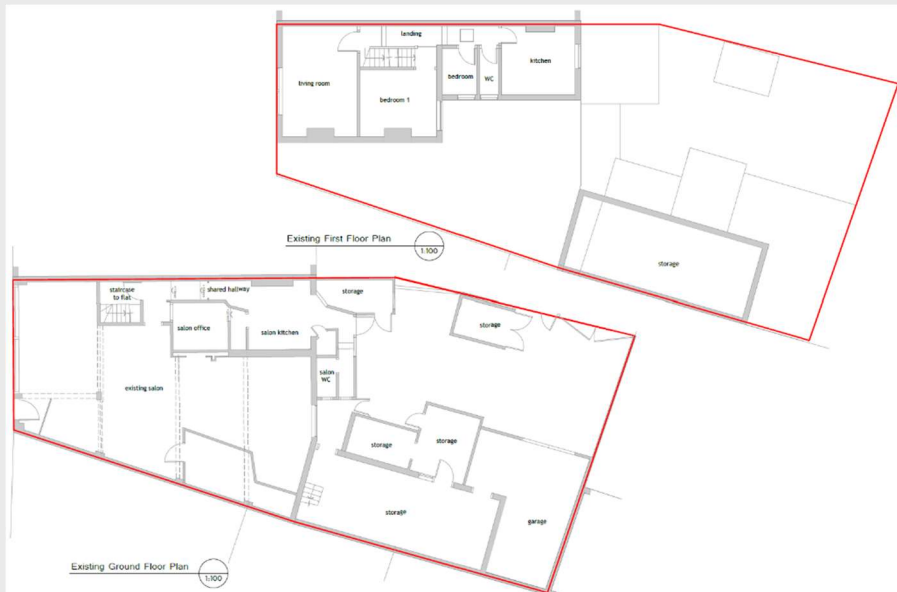 landing
living room
bedroom 1
bedroom
WC
kitchen
storage
Existing First Floor Plan
1:100
staircase
to flat
shared hallway
storage
salon office
salon kitchen
storage
existing salon
salon
WC
storage
storage
storage
garage
Existing Ground Floor Plan
1:100